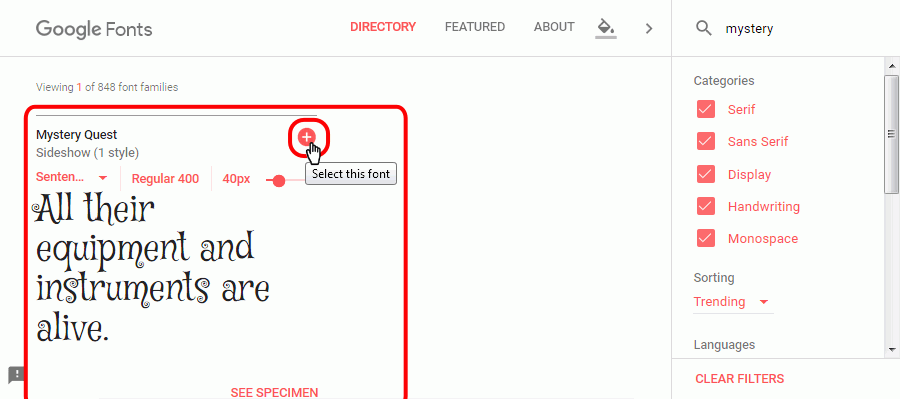 Google Fonts
DIRECTORY FEATURED ABOUT
mystery
Viewing 1 of 848 font families
Mystery Quest
Sideshow (1 style)
Senten... Regular 400 40px
Select this font
All their
equipment and
instruments are
alive.
SEE SPECIMEN
Categories
Serif
Sans Serif
Display
Handwriting
Monospace
Sorting
Trending
Languages
CLEAR FILTERS